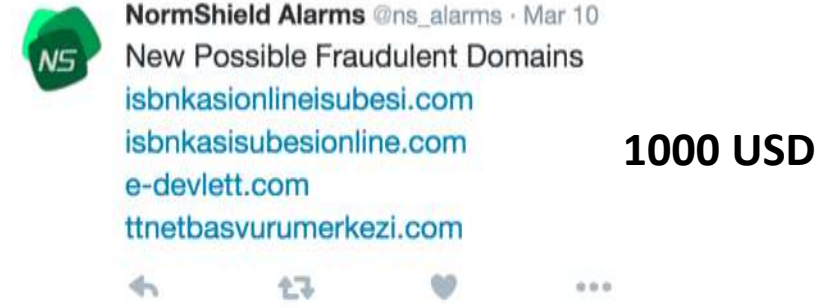 NormShield Alarms @ns_alarms · Mar 10
NS
New Possible Fraudulent Domains
isbnkasionlineisubesi.com
isbnkasisubesionline.com
1000 USD
e-devlett.com
ttnetbasvurumerkezi.com